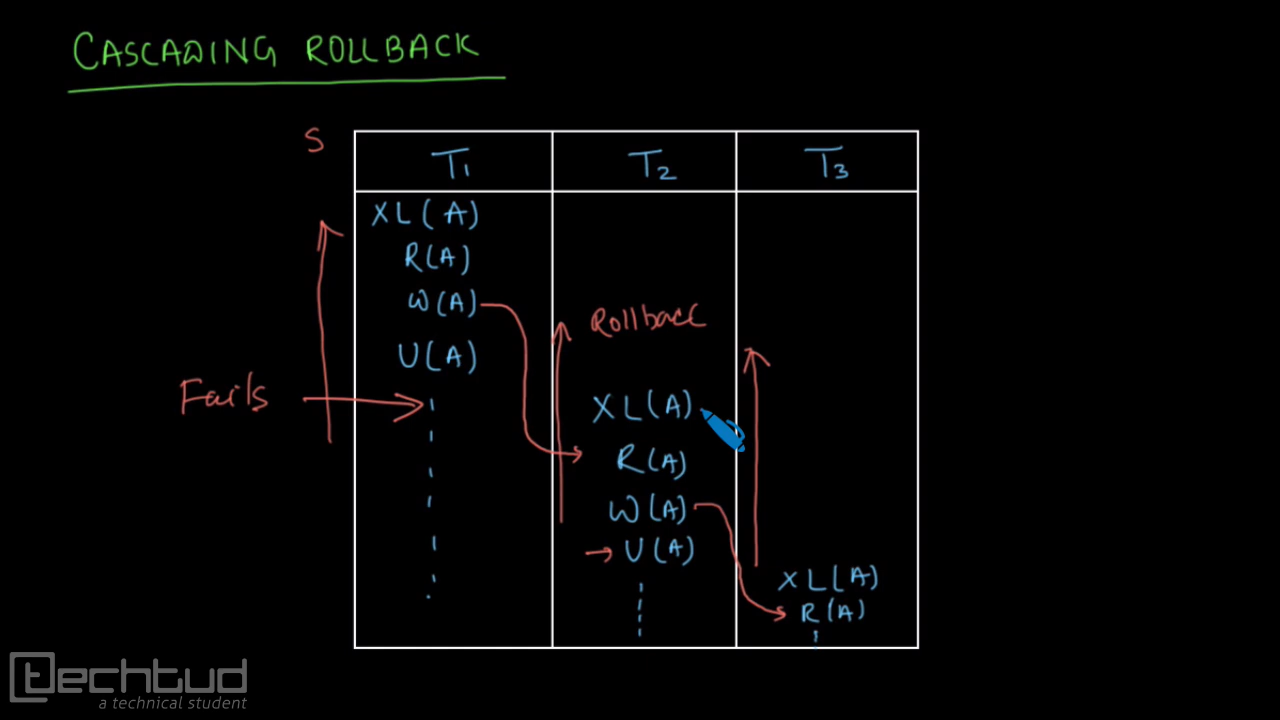 CASCADING ROLLBACK
S
T1 T2 T3
XL(A)
R(A)
W(A)
Rollback
U(A)
Fails
XL(A)
R(A)
W(A)
U(A)
XL(A)
R(A)
techtud
a technical student